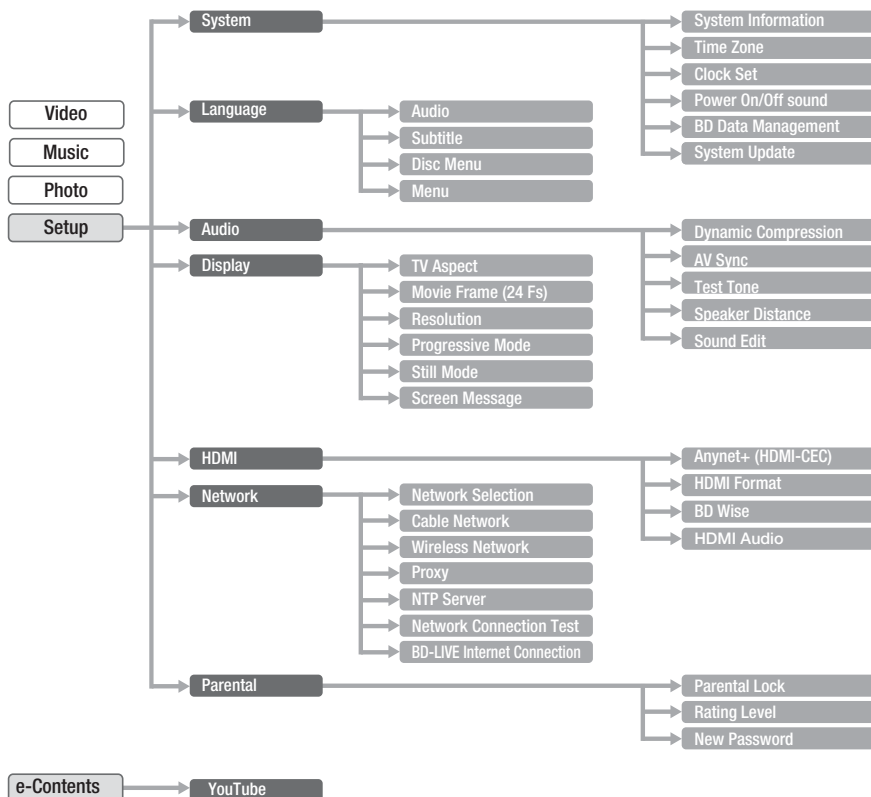 Video
Music
Photo
Setup
System
System Information
Time Zone
Clock Set
Power On/Off sound
BD Data Management
System Update
Language
Audio
Subtitle
Disc Menu
Menu
Audio
Dynamic Compression
AV Sync
Test Tone
Speaker Distance
Sound Edit
Display
TV Aspect
Movie Frame (24 Fs)
Resolution
Progressive Mode
Still Mode
Screen Message
HDMI
Anynet+ (HDMI-CEC)
HDMI Format
BD Wise
HDMI Audio
Network
Network Selection
Cable Network
Wireless Network
Proxy
NTP Server
Network Connection Test
BD-LIVE Internet Connection
Parental
Parental Lock
Rating Level
New Password
e-Contents
YouTube